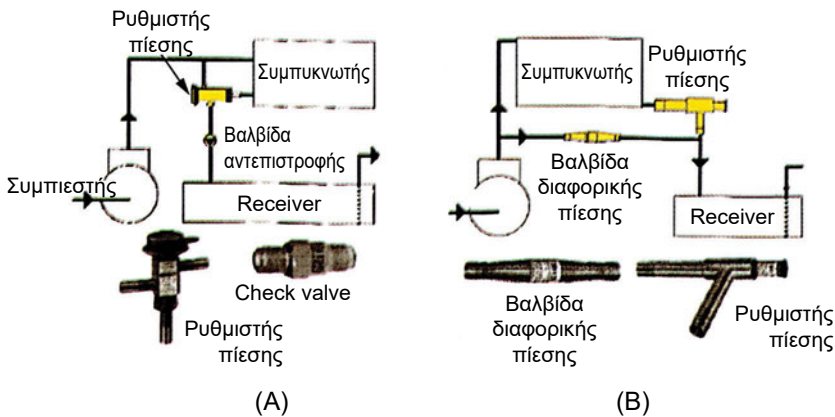 Ρυθμιστής
πίεσης
Συμπυκνωτής
Βαλβίδα
αντεπιστροφής
Συμπιεστής
Receiver
Check valve
Ρυθμιστής
πίεσης
(A)
Συμπυκνωτής
Ρυθμιστής
πίεσης
Βαλβίδα
διαφορικής
πίεσης
Receiver
Βαλβίδα
διαφορικής
πίεσης
Ρυθμιστής
πίεσης
(B)